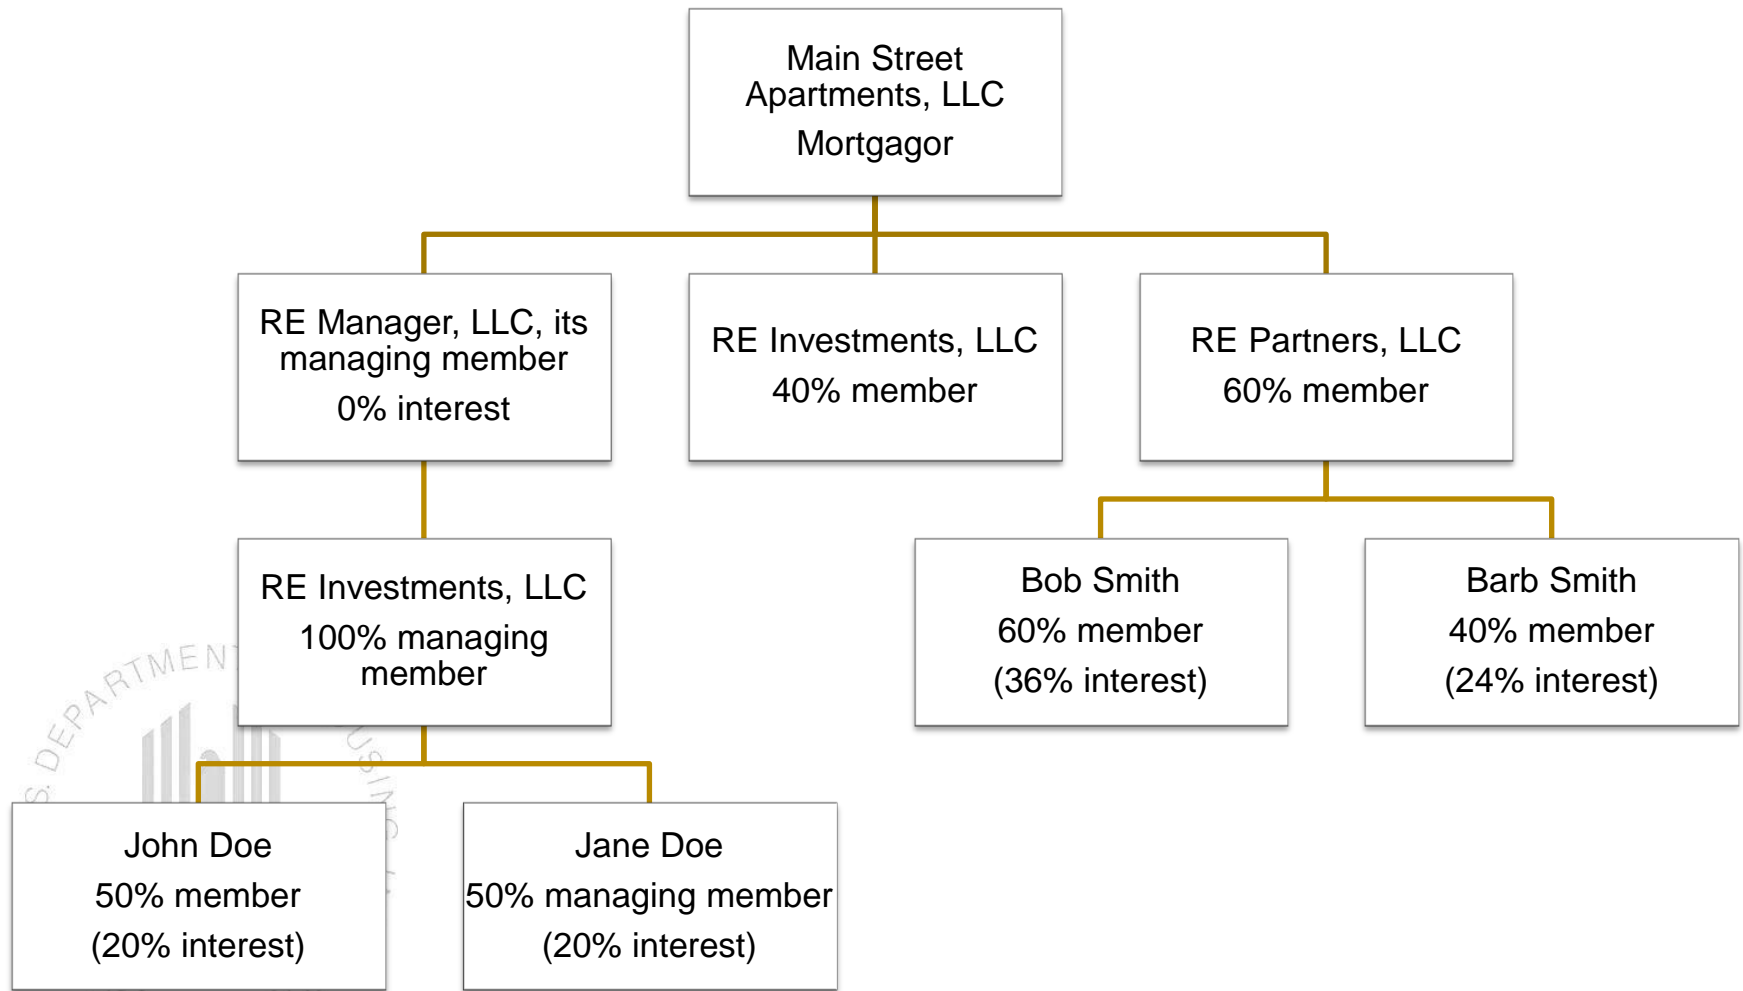 Main Street
Apartments, LLC
Mortgagor
RE Manager, LLC, its
managing member
0% interest
RE Investments, LLC
40% member
RE Partners, LLC
60% member
RE Investments, LLC
100% managing
member
Bob Smith
60% member
(36% interest)
Barb Smith
40% member
(24% interest)
John Doe
50% member
(20% interest)
Jane Doe
50% managing member
(20% interest)
S. DEPARTMENT
USING